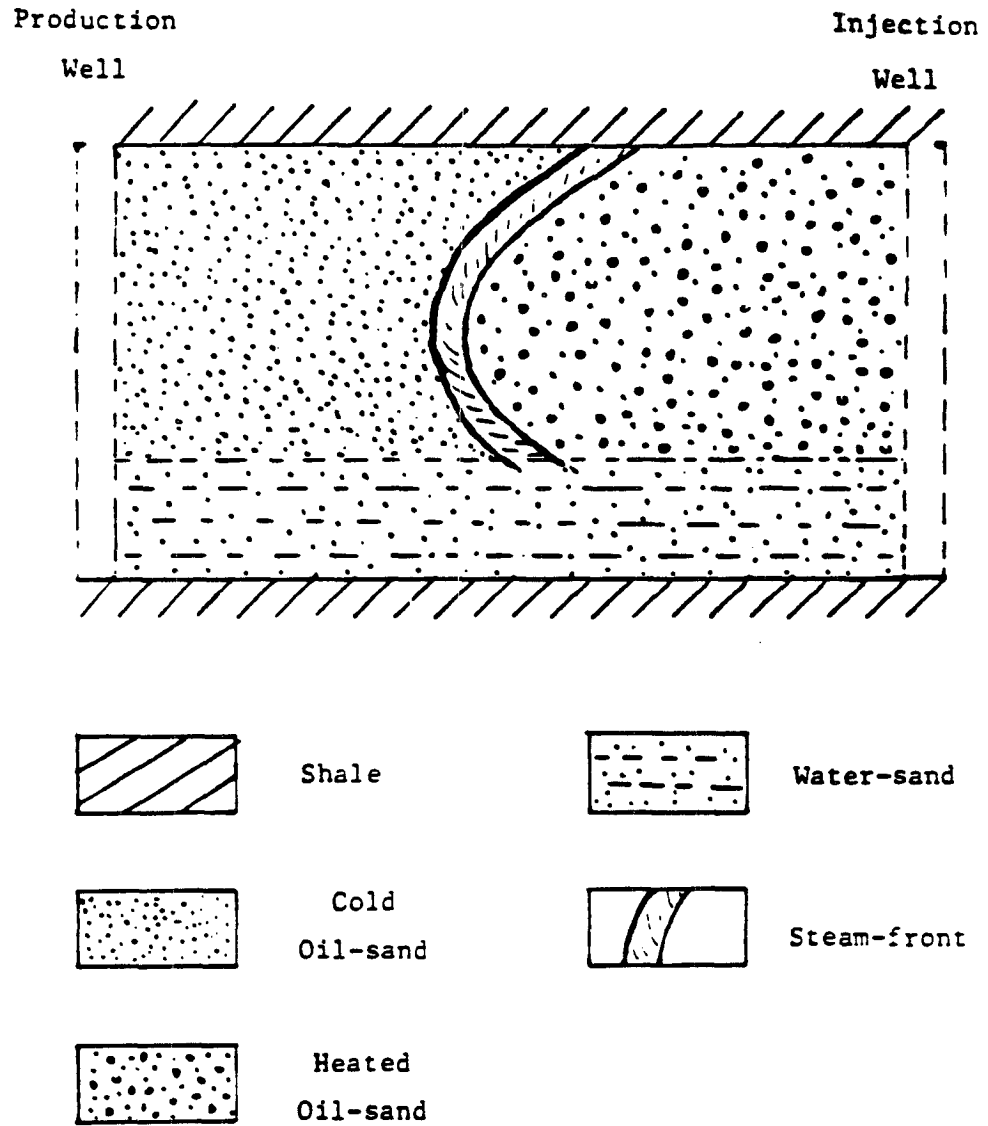 Production
Well
Injection
Well
Shale
Water-sand
Cold
Oil-sand
Steam-front
Heated
Oil-sand